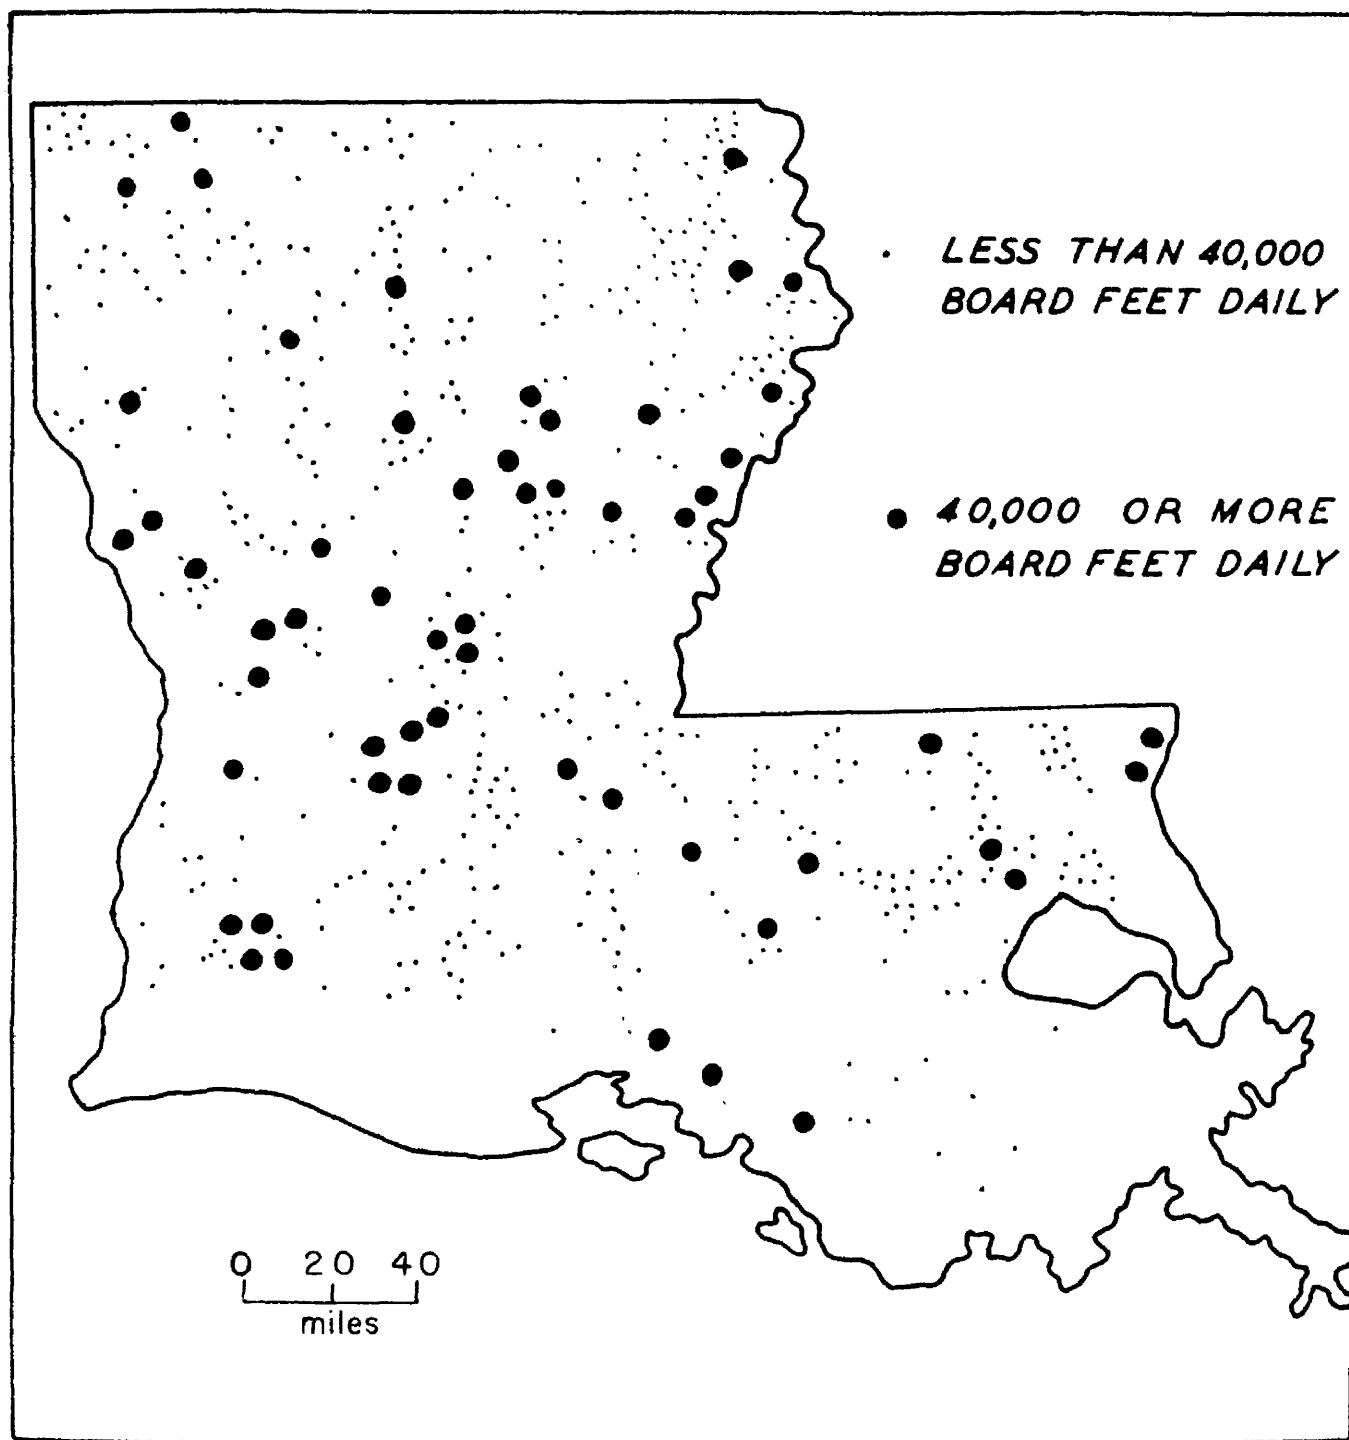 LESS THAN 40,000
BOARD FEET DAILY
40,000 OR MORE
BOARD FEET DAILY
0 20 40
miles